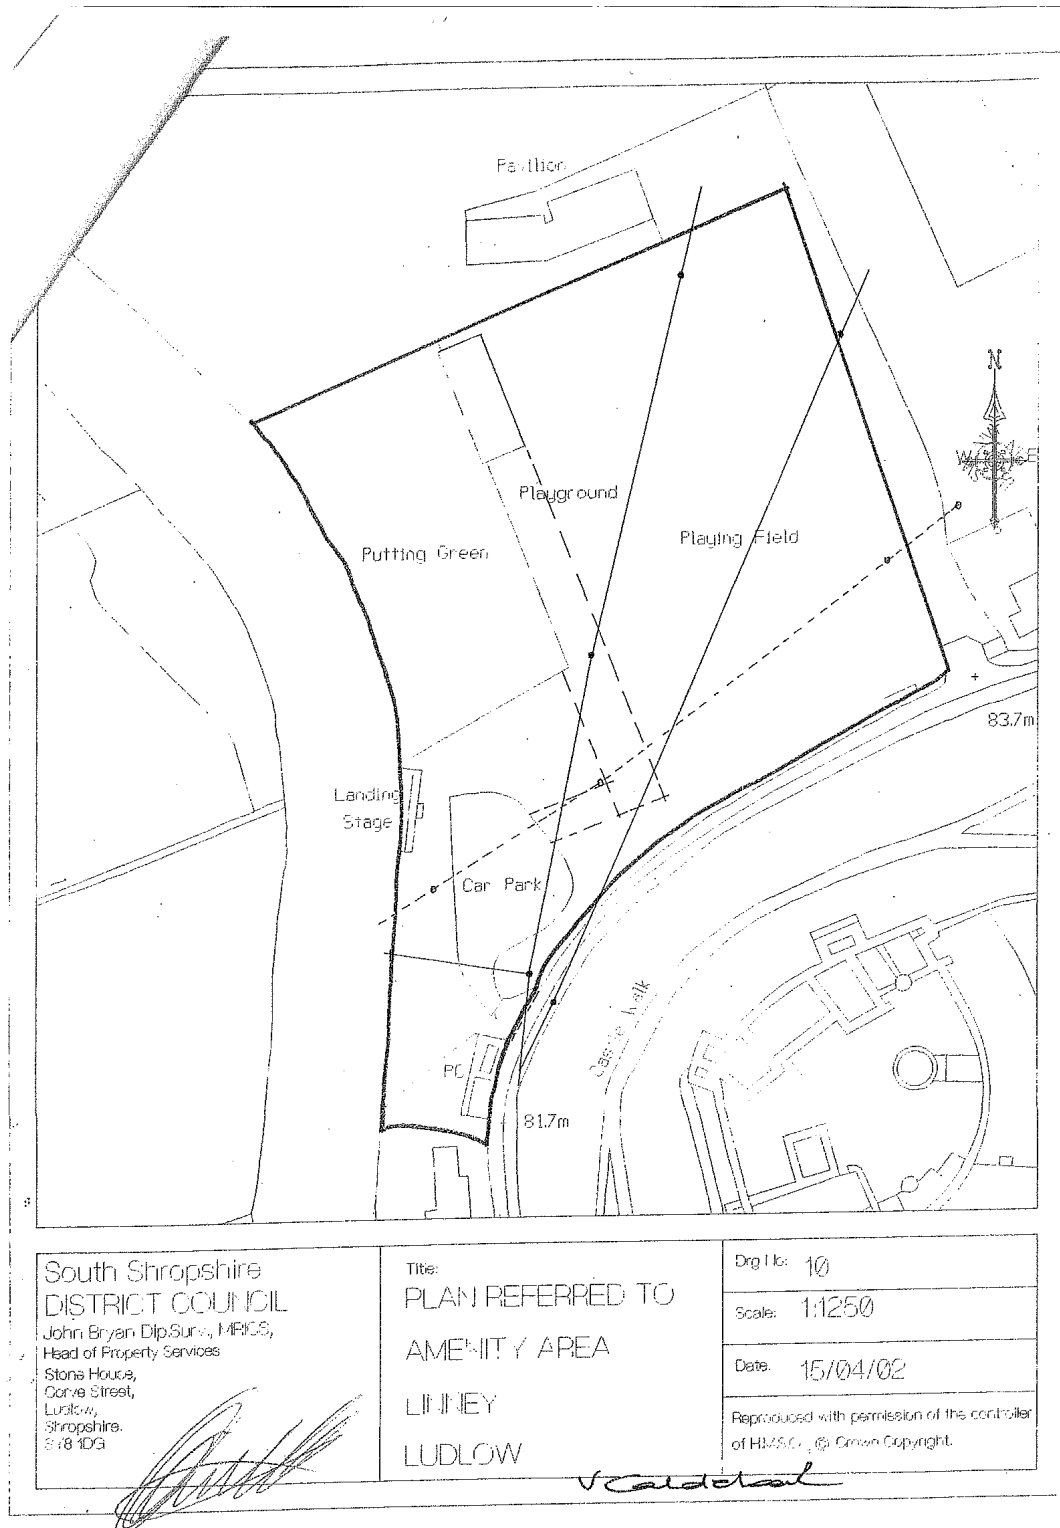 Pavilion
N
Playground
Putting Green
Playing Field
83.7m
Landing
Stage
Car Park
Castle Walk
PC
81.7m
South Shropshire
DISTRICT COUNCIL
John Bryan Dip.Surv., MRICS,
Head of Property Services
Stone House,
Corve Street,
Ludlow,
Shropshire.
SY8 1DG
Title:
PLAN REFERRED TO
AMENITY AREA
LINNEY
LUDLOW
Drg No: 10
Scale: 1:1250
Date: 15/04/02
Reproduced with permission of the controller
of H.M.S.O., © Crown Copyright.